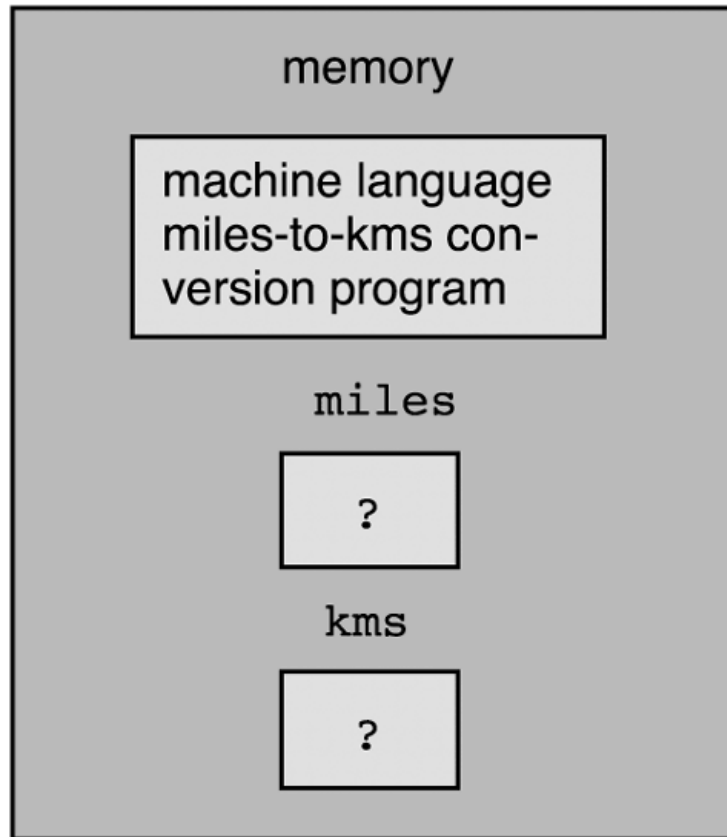 memory
machine language
miles-to-kms con-
version program
miles
?
kms
?